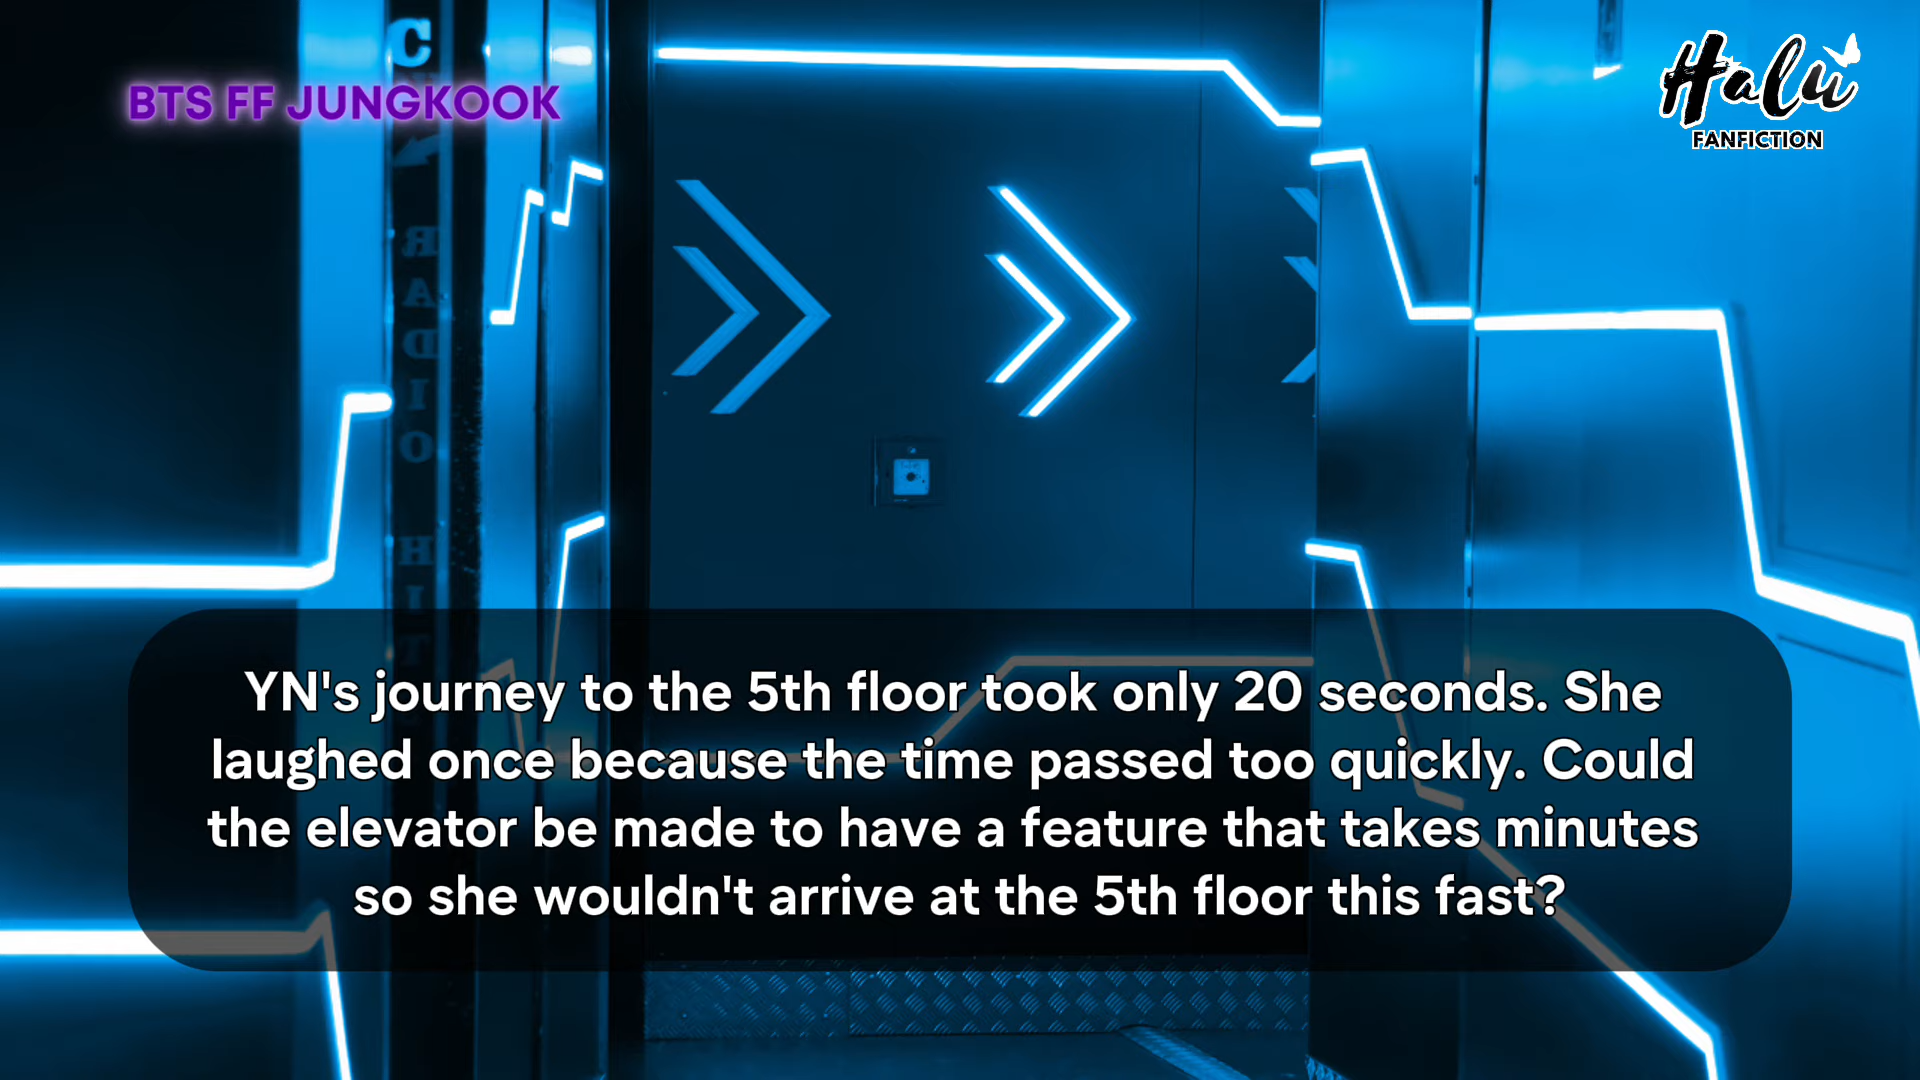 BTS FF JUNGKOOK
Halu
FANFICTION
C
RADIO
YN's journey to the 5th floor took only 20 seconds. She
laughed once because the time passed too quickly. Could
the elevator be made to have a feature that takes minutes
so she wouldn't arrive at the 5th floor this fast?